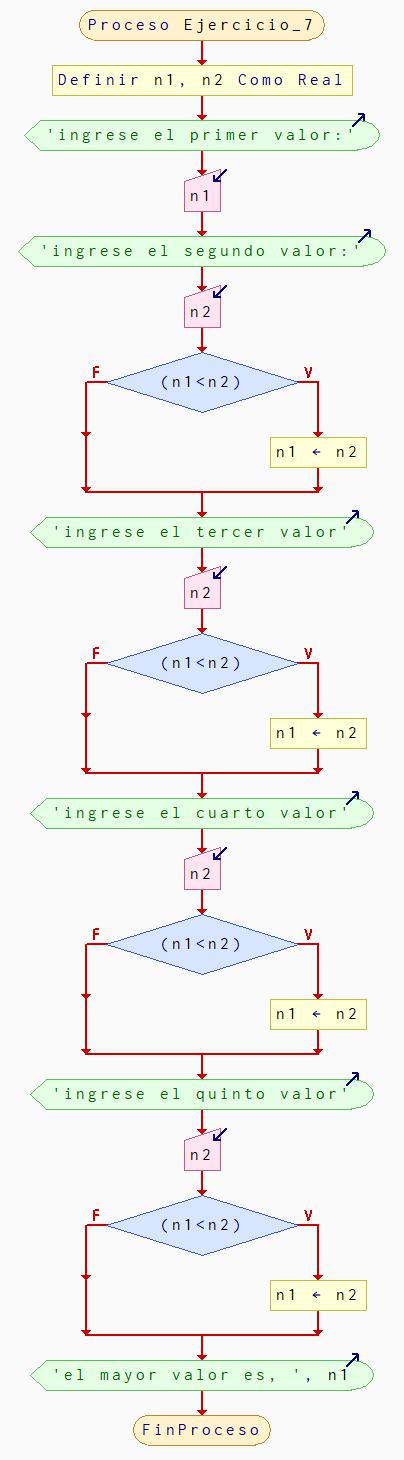 Proceso Ejercicio_7
Definir n1, n2 Como Real
'ingrese el primer valor:'
n1
'ingrese el segundo valor:'
n2
F V
(n1<n2)
n1 ← n2
'ingrese el tercer valor'
n2
F V
(n1<n2)
n1 ← n2
'ingrese el cuarto valor'
n2
F V
(n1<n2)
n1 ← n2
'ingrese el quinto valor'
n2
F V
(n1<n2)
n1 ← n2
'el mayor valor es, ', n1
FinProceso